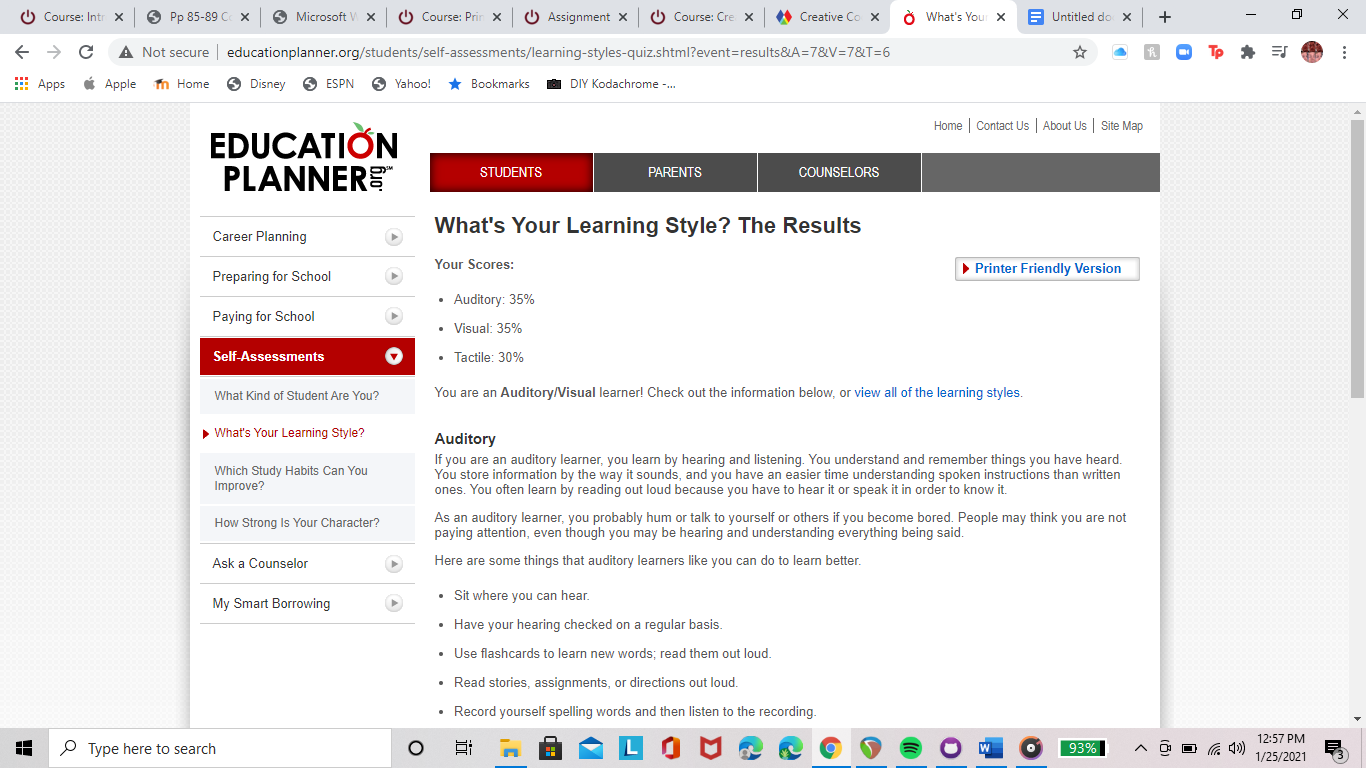 Course: Intr
Pp 85-89 Co
Microsoft W
Course: Prin
Assignment
Course: Cre
Creative Co
What's Your
Untitled do
Not secure
educationplanner.org/students/self-assessments/learning-styles-quiz.shtml?event=results&A=7&V=7&T=6
Apps
Apple
Home
Disney
ESPN
Yahoo!
Bookmarks
DIY Kodachrome -...
EDUCATION
PLANNER.org
Home
Contact Us
About Us
Site Map
STUDENTS
PARENTS
COUNSELORS
Career Planning
Preparing for School
Paying for School
Self-Assessments
What Kind of Student Are You?
What's Your Learning Style?
Which Study Habits Can You
Improve?
How Strong Is Your Character?
Ask a Counselor
My Smart Borrowing
What's Your Learning Style? The Results
Your Scores:
Printer Friendly Version
Auditory: 35%
Visual: 35%
Tactile: 30%
You are an Auditory/Visual learner! Check out the information below, or view all of the learning styles.
Auditory
If you are an auditory learner, you learn by hearing and listening. You understand and remember things you have heard.
You store information by the way it sounds, and you have an easier time understanding spoken instructions than written
ones. You often learn by reading out loud because you have to hear it or speak it in order to know it.
As an auditory learner, you probably hum or talk to yourself or others if you become bored. People may think you are not
paying attention, even though you may be hearing and understanding everything being said.
Here are some things that auditory learners like you can do to learn better.
Sit where you can hear.
Have your hearing checked on a regular basis.
Use flashcards to learn new words; read them out loud.
Read stories, assignments, or directions out loud.
Record yourself spelling words and then listen to the recording.
Type here to search
93%
12:57 PM
1/25/2021
3